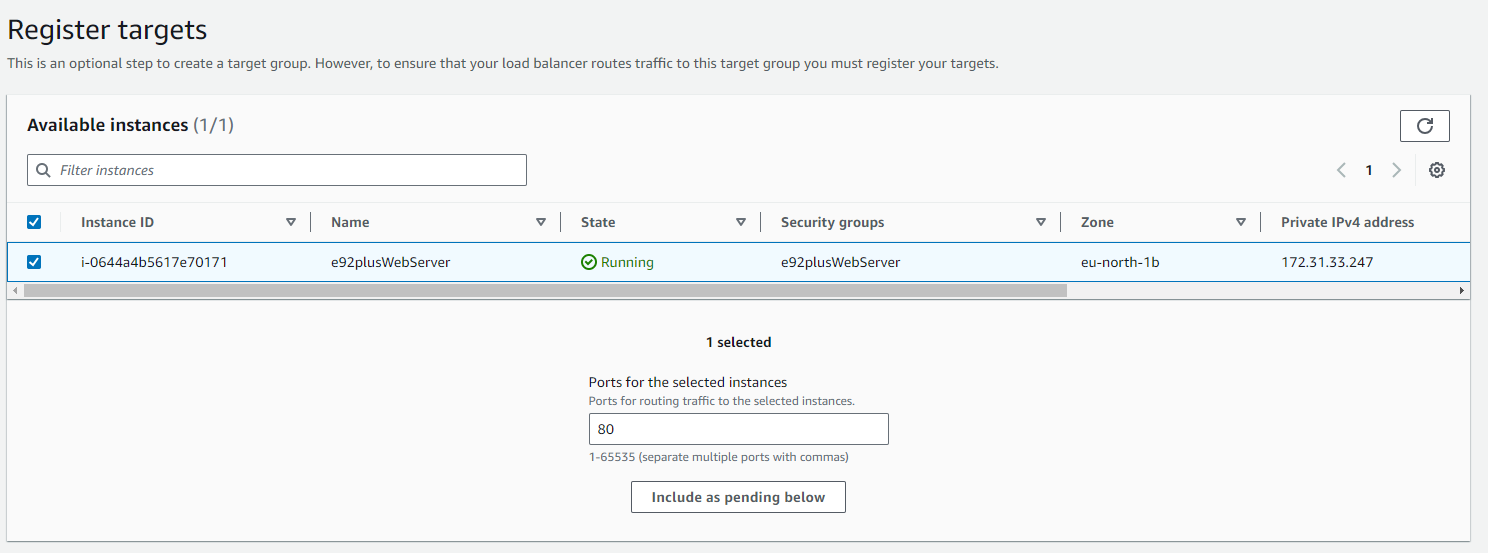 Register targets
This is an optional step to create a target group. However, to ensure that your load balancer routes traffic to this target group you must register your targets.
Available instances (1/1)
Filter instances
1
Instance ID Name State Security groups Zone Private IPv4 address
i-0644a4b5617e70171 e92plusWebServer Running e92plusWebServer eu-north-1b 172.31.33.247
1 selected
Ports for the selected instances
Ports for routing traffic to the selected instances.
80
1-65535 (separate multiple ports with commas)
Include as pending below